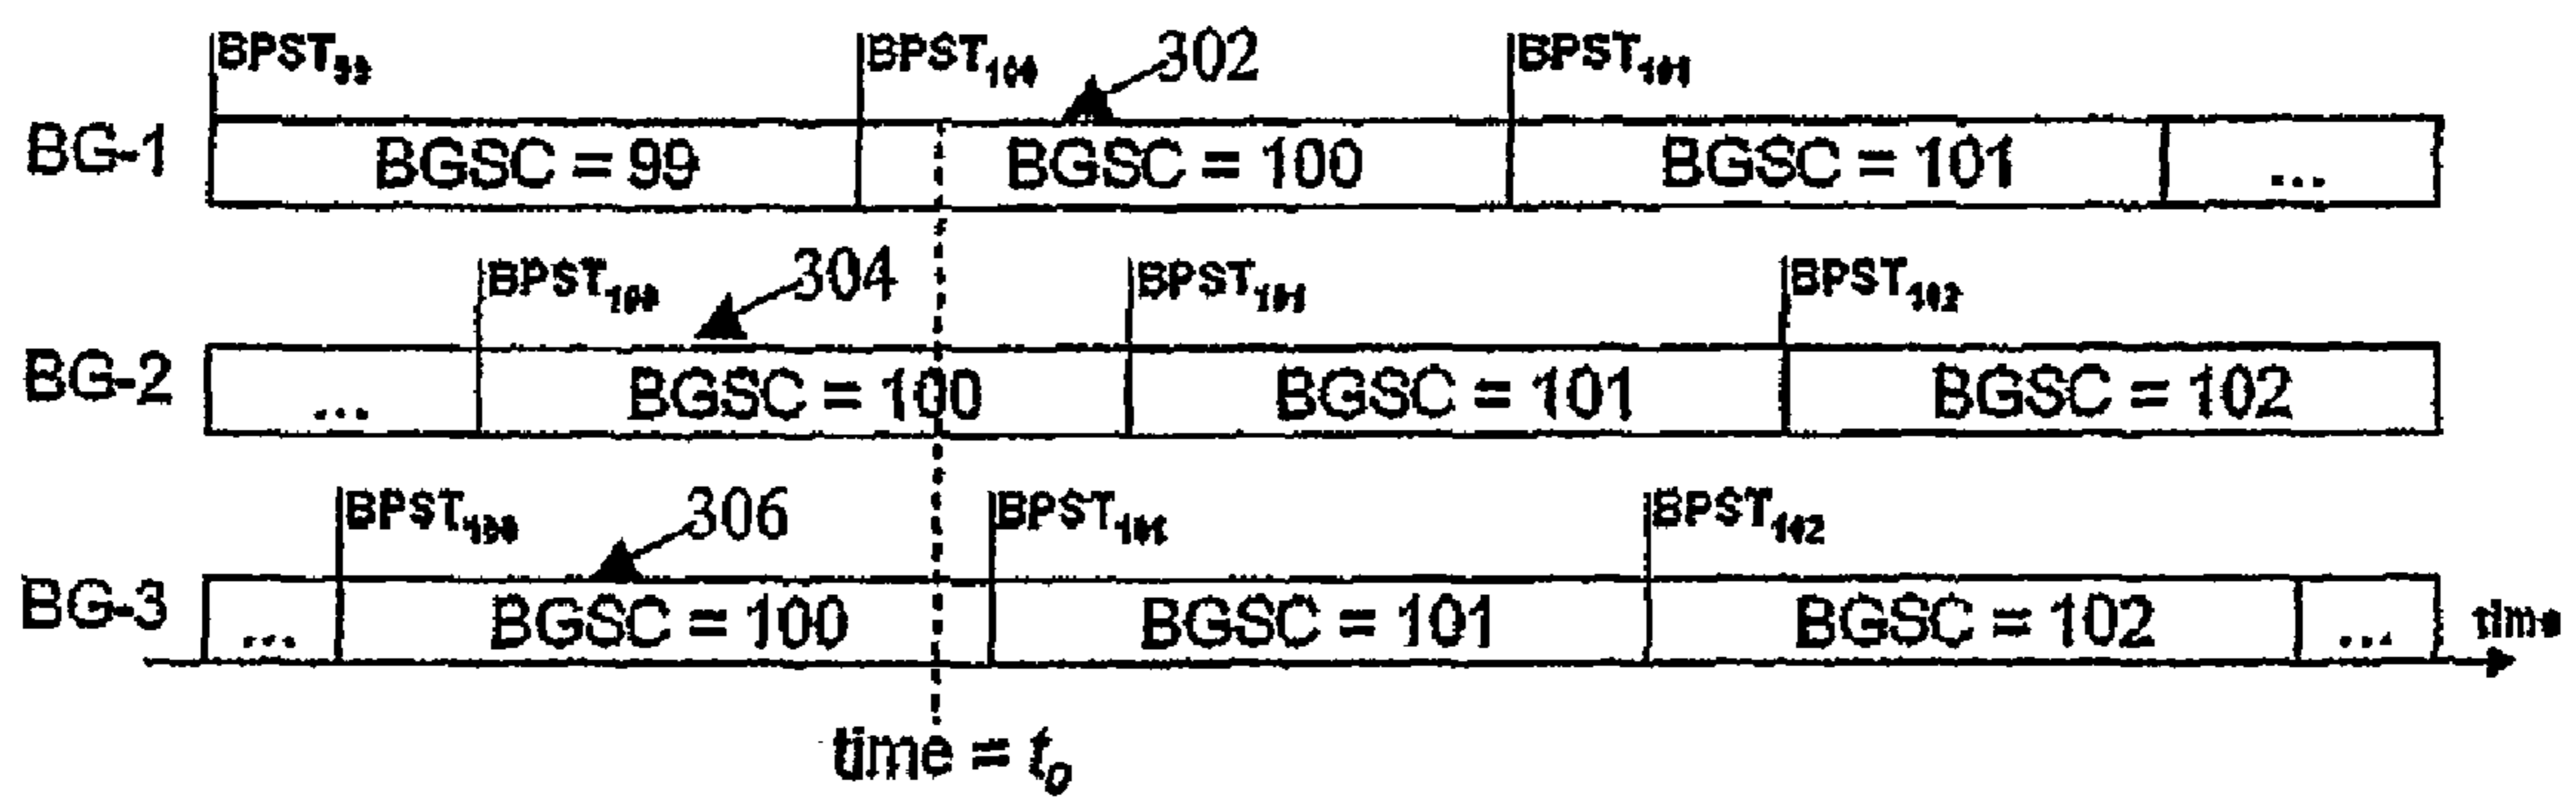 BPST99 BPST100 302 BPST101
BG-1 BGSC = 99 BGSC = 100 BGSC = 101 ...
BPST100 304 BPST101 BPST102
BG-2 ... BGSC = 100 BGSC = 101 BGSC = 102
BPST100 306 BPST101 BPST102
BG-3 ... BGSC = 100 BGSC = 101 BGSC = 102 ... time
time = t0